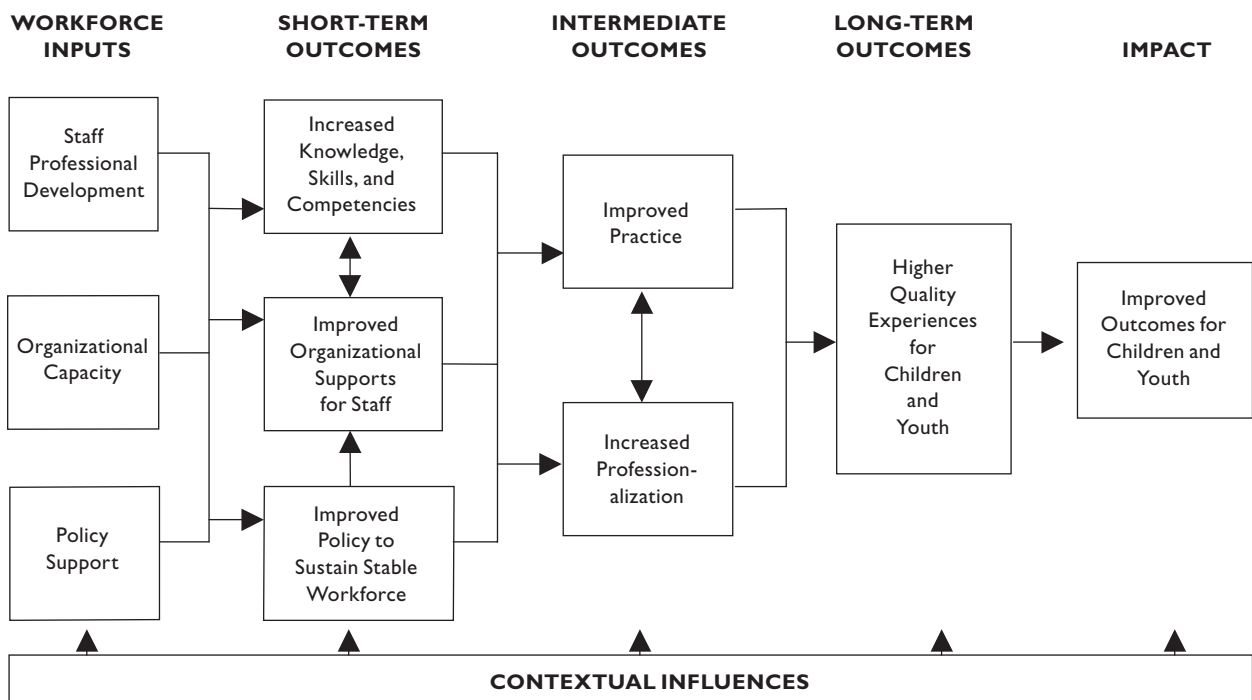 WORKFORCE
INPUTS
SHORT-TERM
OUTCOMES
INTERMEDIATE
OUTCOMES
LONG-TERM
OUTCOMES
IMPACT
Staff
Professional
Development
Organizational
Capacity
Policy
Support
Increased
Knowledge,
Skills, and
Competencies
Improved
Organizational
Supports
for Staff
Improved
Policy to
Sustain Stable
Workforce
Improved
Practice
Increased
Profession-
alization
Higher
Quality
Experiences
for
Children
and
Youth
Improved
Outcomes for
Children and
Youth
CONTEXTUAL INFLUENCES